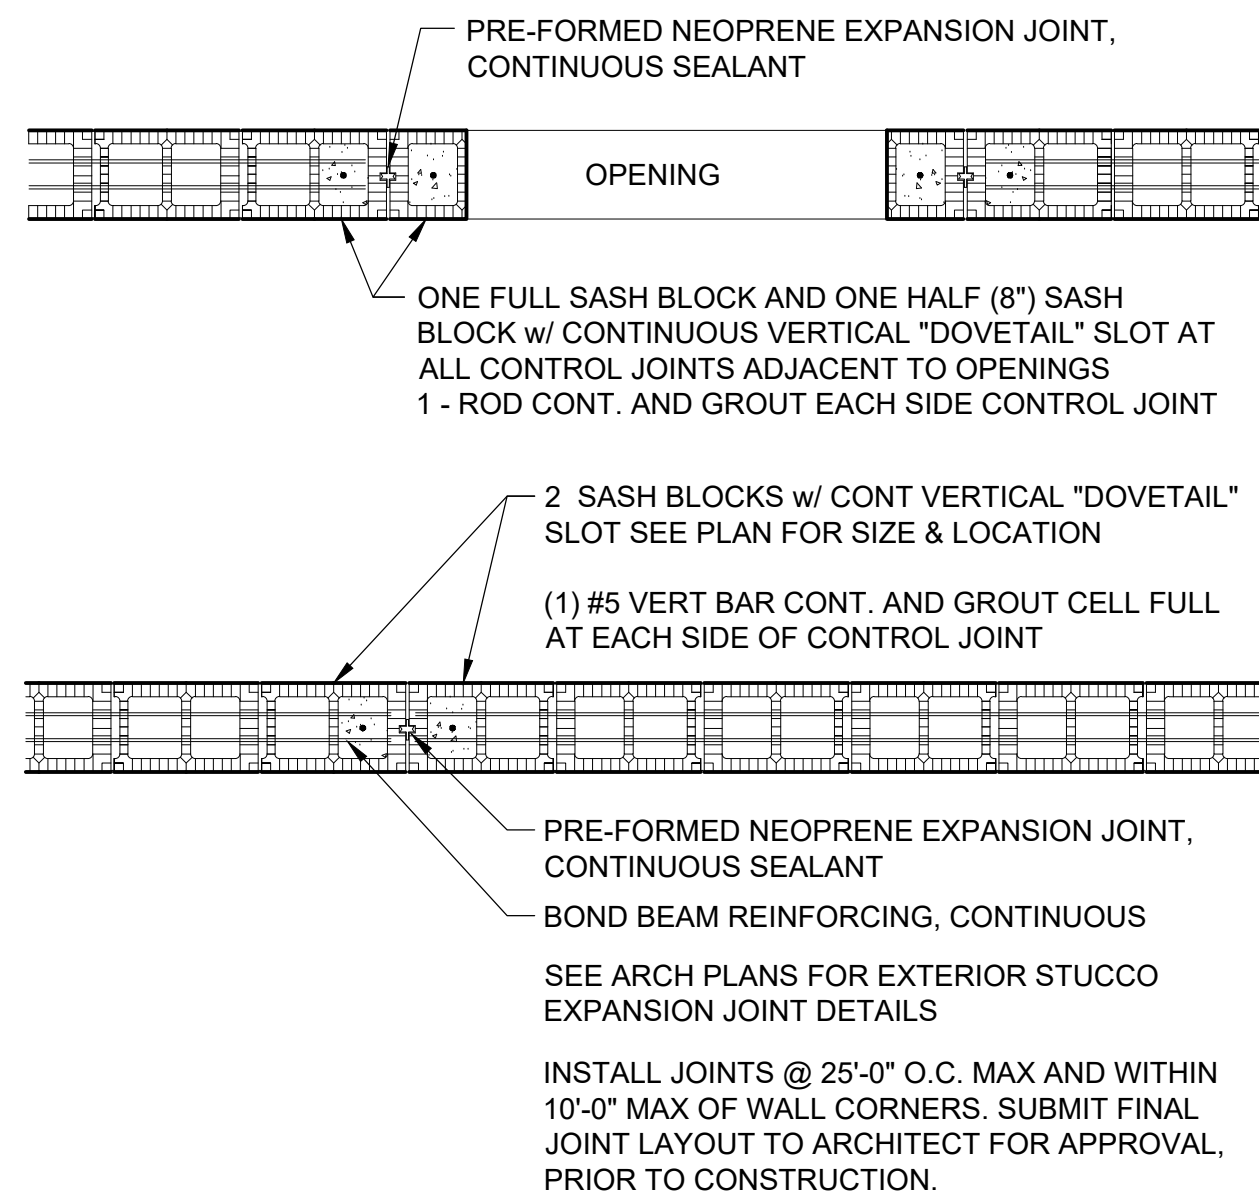 PRE-FORMED NEOPRENE EXPANSION JOINT,
CONTINUOUS SEALANT
OPENING
ONE FULL SASH BLOCK AND ONE HALF (8") SASH
BLOCK w/ CONTINUOUS VERTICAL "DOVETAIL" SLOT AT
ALL CONTROL JOINTS ADJACENT TO OPENINGS
1 - ROD CONT. AND GROUT EACH SIDE CONTROL JOINT
2 SASH BLOCKS w/ CONT VERTICAL "DOVETAIL"
SLOT SEE PLAN FOR SIZE & LOCATION
(1) #5 VERT BAR CONT. AND GROUT CELL FULL
AT EACH SIDE OF CONTROL JOINT
PRE-FORMED NEOPRENE EXPANSION JOINT,
CONTINUOUS SEALANT
BOND BEAM REINFORCING, CONTINUOUS
SEE ARCH PLANS FOR EXTERIOR STUCCO
EXPANSION JOINT DETAILS
INSTALL JOINTS @ 25'-0" O.C. MAX AND WITHIN
10'-0" MAX OF WALL CORNERS. SUBMIT FINAL
JOINT LAYOUT TO ARCHITECT FOR APPROVAL,
PRIOR TO CONSTRUCTION.